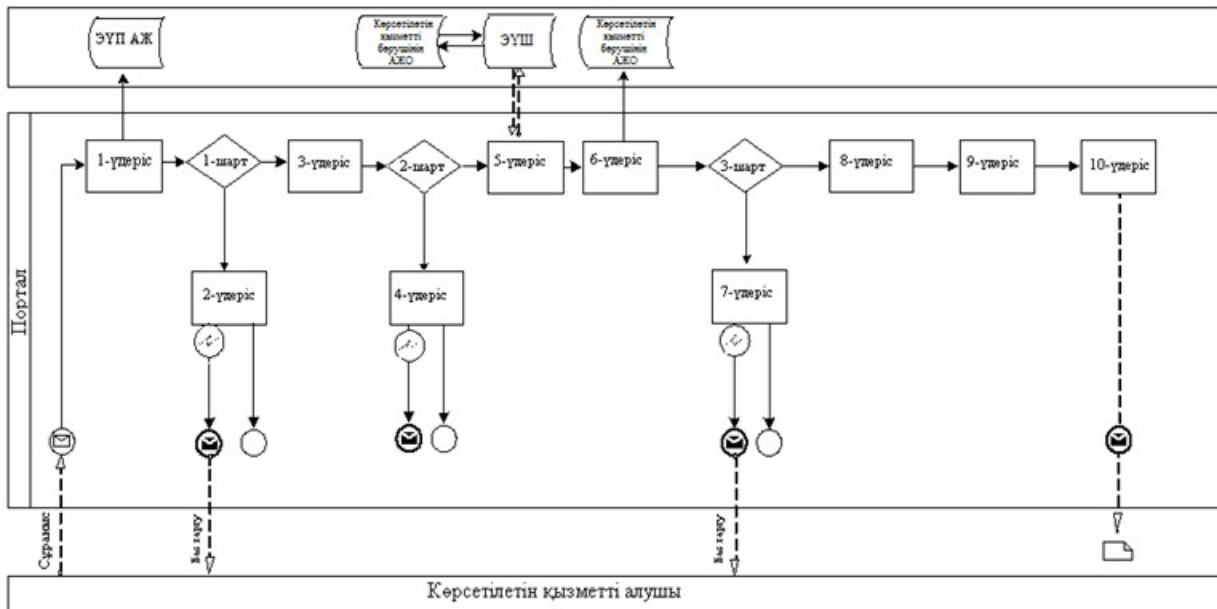 ЭҮП АЖ
Көрсетілетін
қызметті
берушінің
АЖО
ЭҮШ
Көрсетілетін
қызметті
берушінің
АЖО
Портал
1-үдеріс
1-шарт
3-үдеріс
2-шарт
5-үдеріс
6-үдеріс
3-шарт
8-үдеріс
9-үдеріс
10-үдеріс
2-үдеріс
4-үдеріс
7-үдеріс
Сұраныс
Бас тарту
Бас тарту
Көрсетілетін қызметті алушы